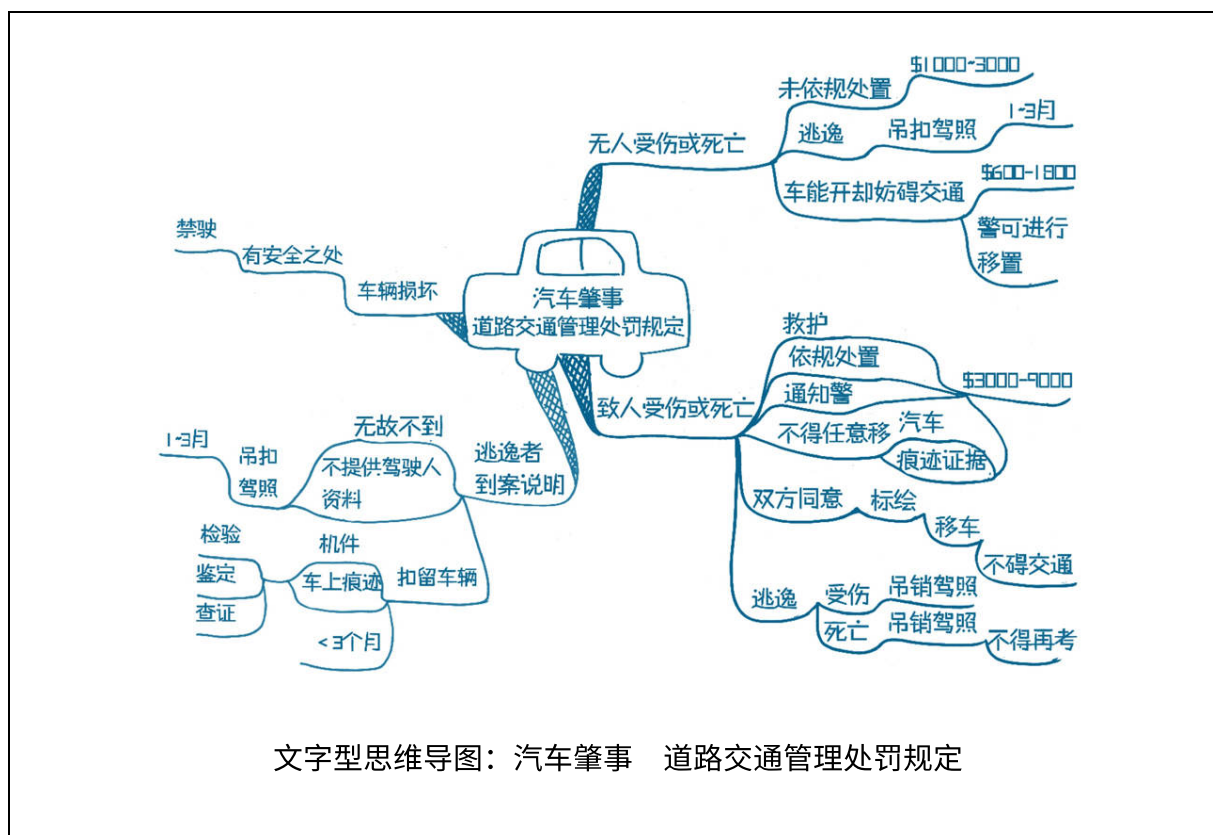 汽车肇事
道路交通管理处罚规定
无人受伤或死亡
未依规处置
$1000~3000
逃逸
吊扣驾照
1-3月
车能开却妨碍交通
$600-1800
警可进行
移置
致人受伤或死亡
救护
依规处置
通知警
不得任意移
汽车
痕迹证据
$3000-9000
双方同意
标绘
移车
不碍交通
逃逸
受伤
吊销驾照
死亡
吊销驾照
不得再考
逃逸者
到案说明
无故不到
不提供驾驶人
资料
吊扣
驾照
1-3月
扣留车辆
机件
车上痕迹
检验
鉴定
查证
<3个月
车辆损坏
有安全之处
禁驶
文字型思维导图：汽车肇事 道路交通管理处罚规定